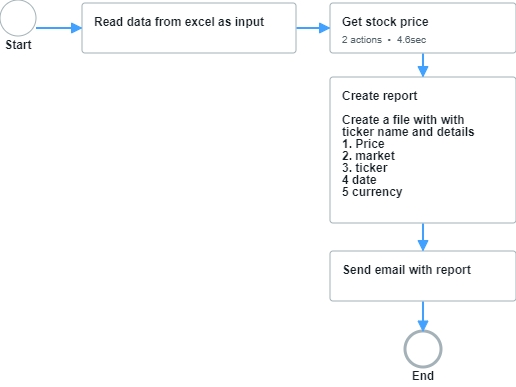 Start
Read data from excel as input
Get stock price
2 actions • 4.6sec
Create report
Create a file with with
ticker name and details
1. Price
2. market
3. ticker
4 date
5 currency
Send email with report
End